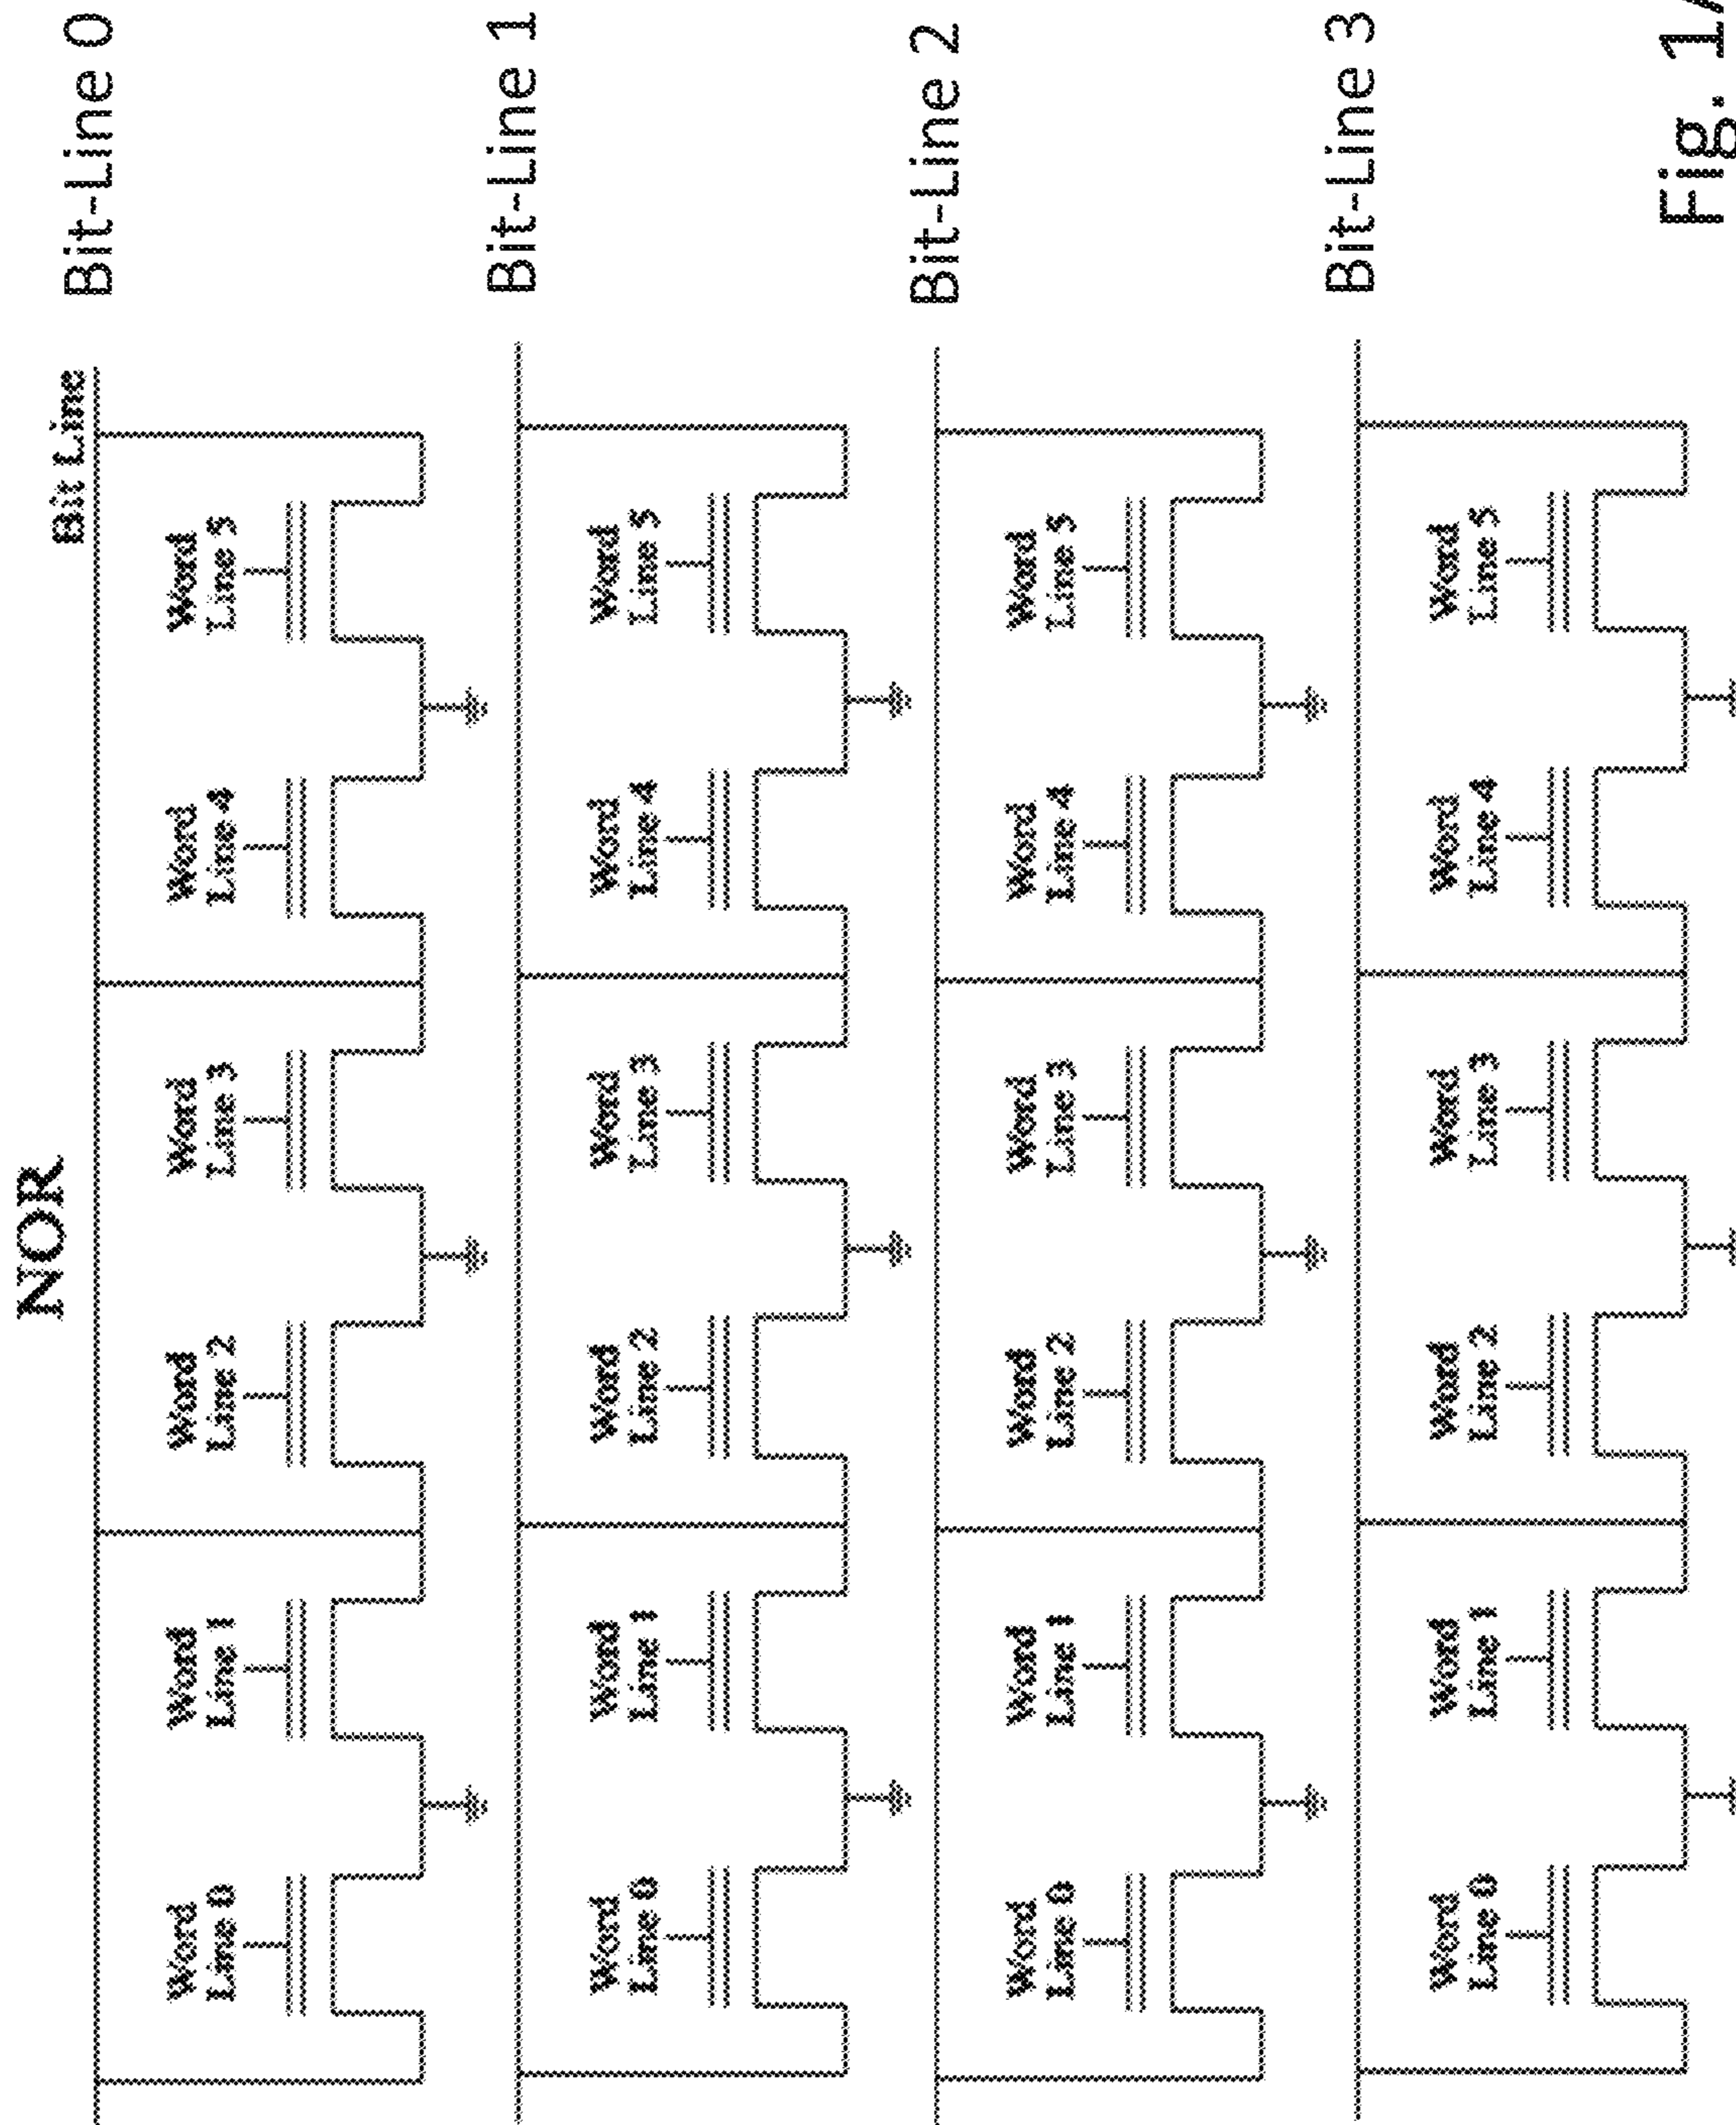 NOR
Bit Line
Bit-Line 0
Word
Line 0
Word
Line 1
Word
Line 2
Word
Line 3
Word
Line 4
Word
Line 5
Bit-Line 1
Word
Line 0
Word
Line 1
Word
Line 2
Word
Line 3
Word
Line 4
Word
Line 5
Bit-Line 2
Word
Line 0
Word
Line 1
Word
Line 2
Word
Line 3
Word
Line 4
Word
Line 5
Bit-Line 3
Word
Line 0
Word
Line 1
Word
Line 2
Word
Line 3
Word
Line 4
Word
Line 5
Fig. 1A